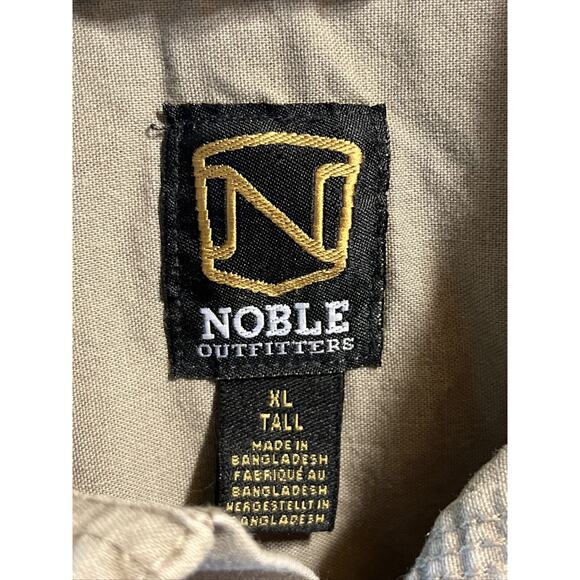 N
NOBLE
OUTFITTERS
XL
TALL
MADE IN
BANGLADESH
FABRIQUÉ AU
BANGLADESH
HERGESTELLT IN
BANGLADESH